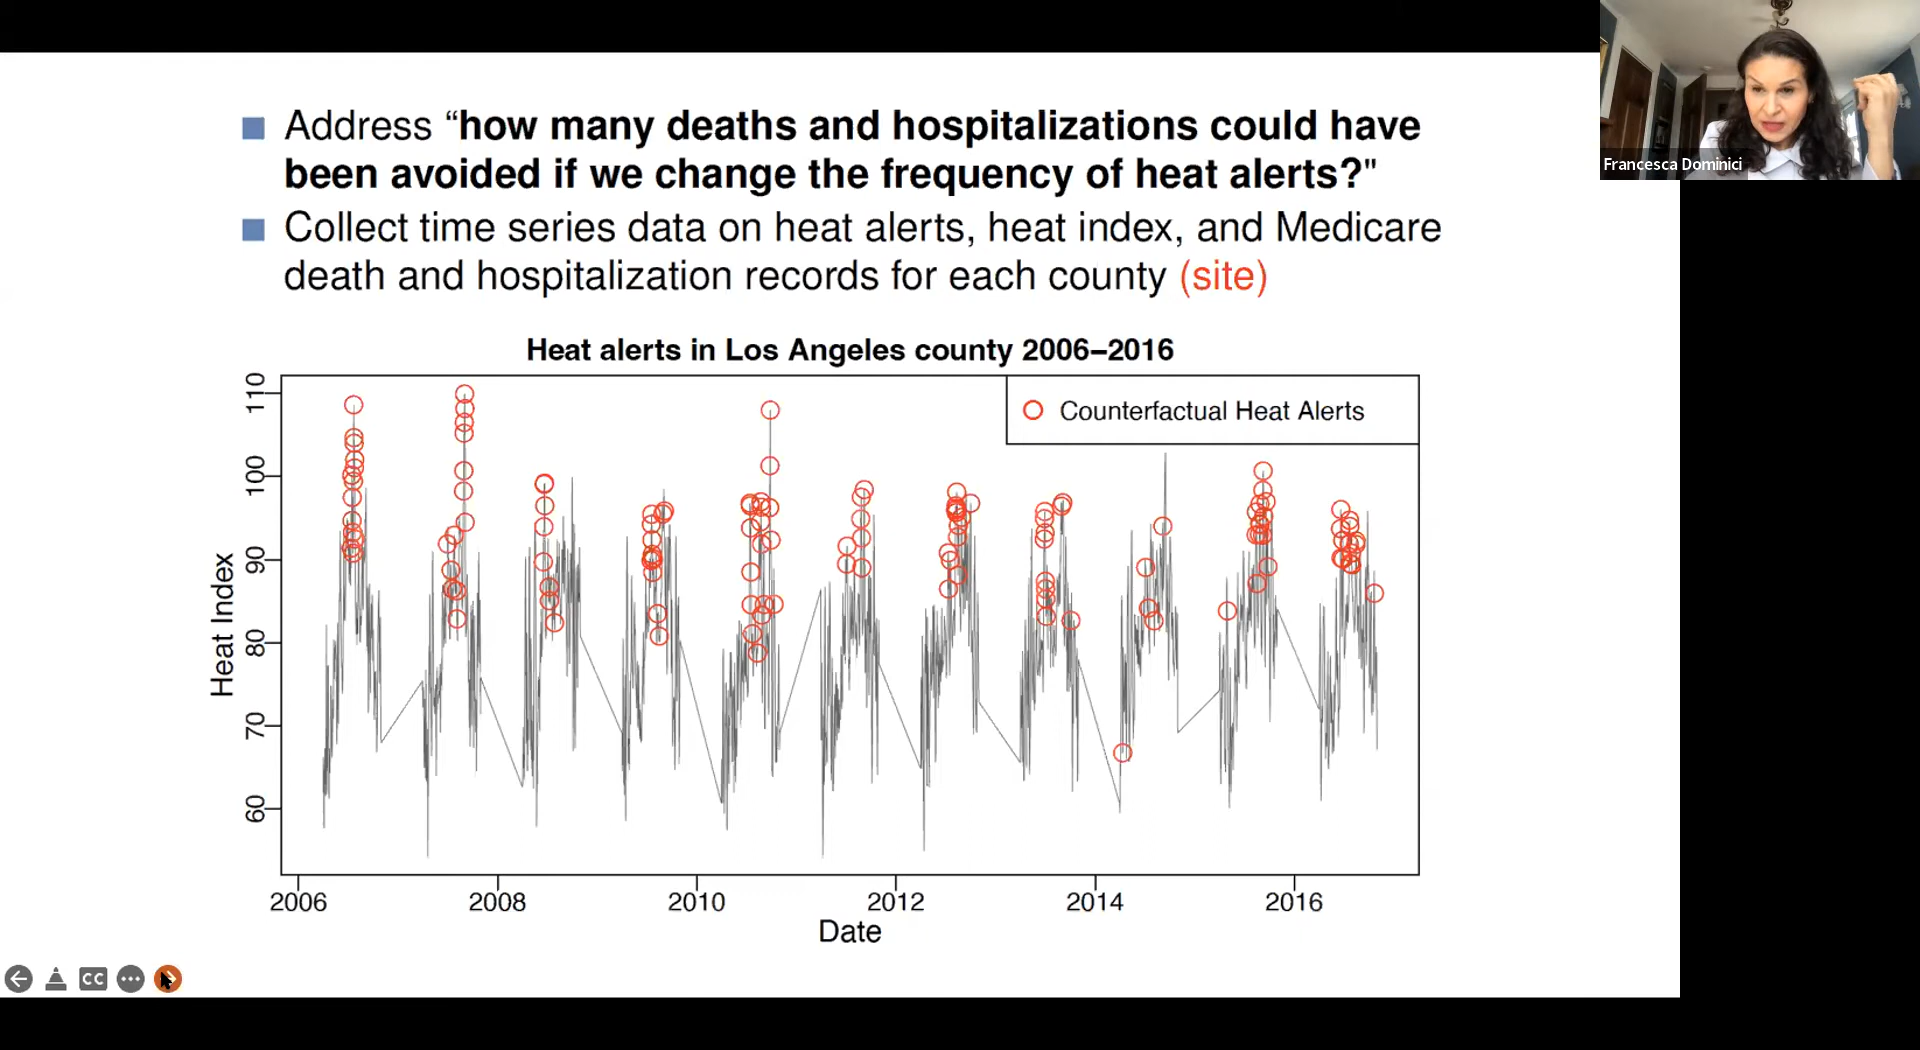 Address “how many deaths and hospitalizations could have
been avoided if we change the frequency of heat alerts?"
Collect time series data on heat alerts, heat index, and Medicare
death and hospitalization records for each county (site)
Heat alerts in Los Angeles county 2006–2016
Counterfactual Heat Alerts
110
100
90
80
70
60
Heat Index
2006
2008
2010
2012
2014
2016
Date
Francesca Dominici
CC